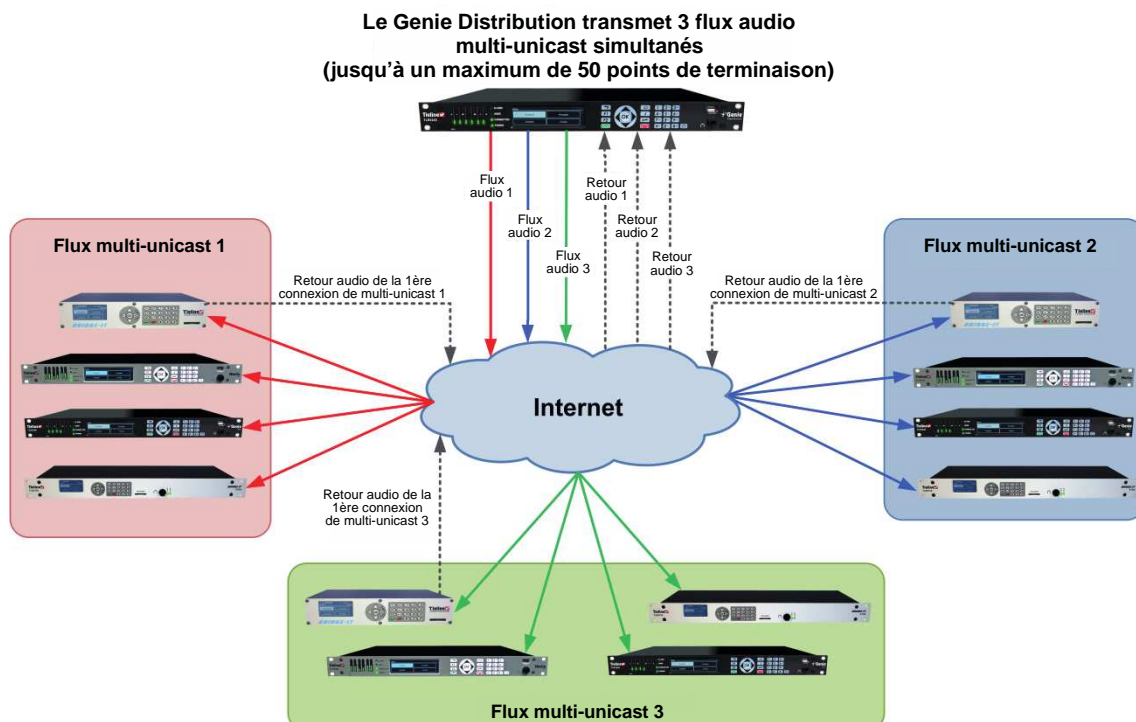 Le Genie Distribution transmet 3 flux audio
multi-unicast simultanés
(jusqu'à un maximum de 50 points de terminaison)
Tieline
Genie
Flux
audio 1
Flux
audio 2
Flux
audio 3
Retour
audio 1
Retour
audio 2
Retour
audio 3
Flux multi-unicast 1
Retour audio de la 1ère
connexion de multi-unicast 1
Flux multi-unicast 2
Retour audio de la 1ère
connexion de multi-unicast 2
Internet
Retour audio de la
1ère connexion
de multi-unicast 3
Flux multi-unicast 3